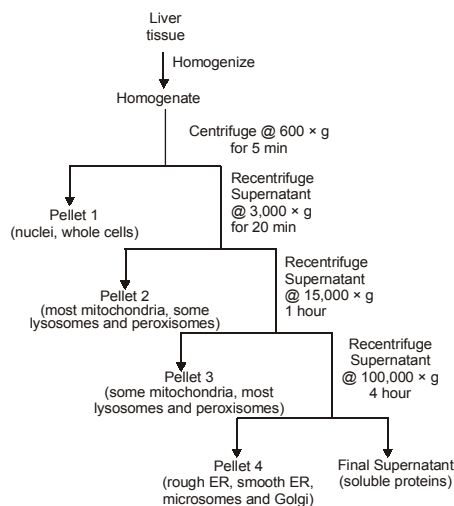 Liver
tissue
Homogenize
Homogenate
Centrifuge @ 600 × g
for 5 min
Recentrifuge
Supernatant
@ 3,000 × g
for 20 min
Pellet 1
(nuclei, whole cells)
Recentrifuge
Supernatant
@ 15,000 × g
1 hour
Pellet 2
(most mitochondria, some
lysosomes and peroxisomes)
Recentrifuge
Supernatant
@ 100,000 × g
4 hour
Pellet 3
(some mitochondria, most
lysosomes and peroxisomes)
Pellet 4
(rough ER, smooth ER,
microsomes and Golgi)
Final Supernatant
(soluble proteins)